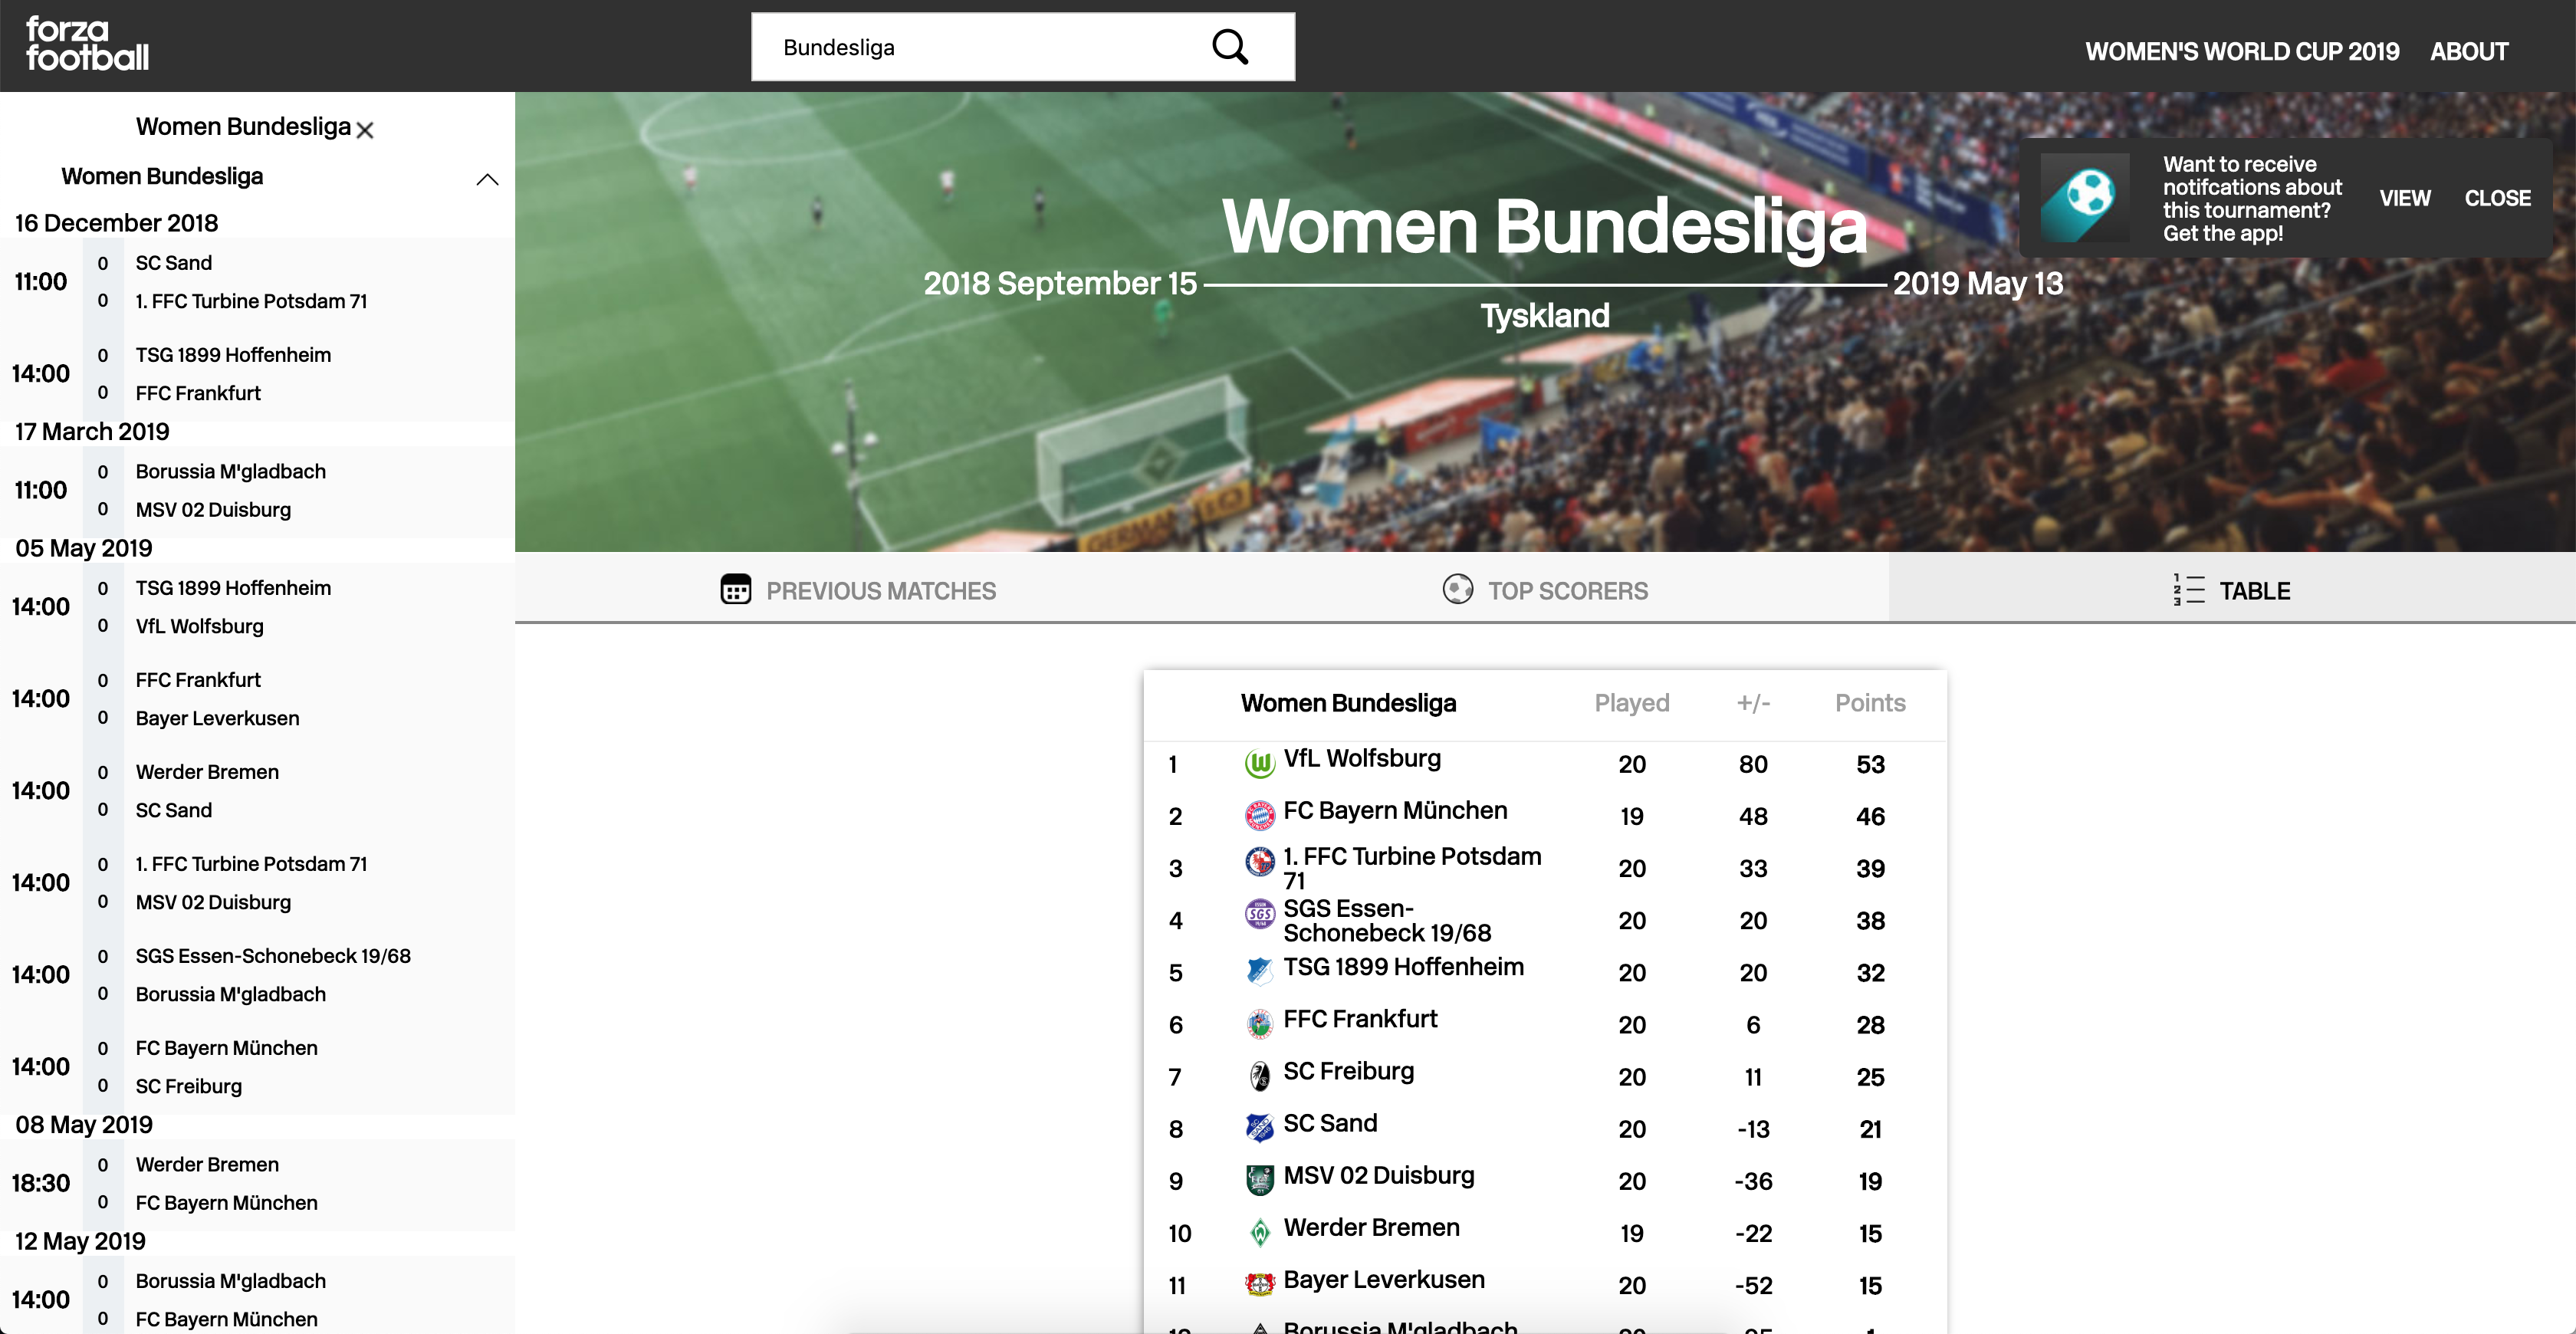 forza
football
Bundesliga
WOMEN'S WORLD CUP 2019 ABOUT
Women Bundesliga
Women Bundesliga
16 December 2018
11:00
0 SC Sand
0 1. FFC Turbine Potsdam 71
14:00
0 TSG 1899 Hoffenheim
0 FFC Frankfurt
17 March 2019
11:00
0 Borussia M'gladbach
0 MSV 02 Duisburg
05 May 2019
14:00
0 TSG 1899 Hoffenheim
0 VfL Wolfsburg
14:00
0 FFC Frankfurt
0 Bayer Leverkusen
14:00
0 Werder Bremen
0 SC Sand
14:00
0 1. FFC Turbine Potsdam 71
0 MSV 02 Duisburg
14:00
0 SGS Essen-Schonebeck 19/68
0 Borussia M'gladbach
14:00
0 FC Bayern München
0 SC Freiburg
08 May 2019
18:30
0 Werder Bremen
0 FC Bayern München
12 May 2019
14:00
0 Borussia M'gladbach
0 FC Bayern München
Women Bundesliga
2018 September 15 2019 May 13
Tyskland
Want to receive
notifcations about
this tournament?
Get the app!
VIEW CLOSE
PREVIOUS MATCHES TOP SCORERS TABLE
Women Bundesliga Played +/- Points
1 VfL Wolfsburg 20 80 53
2 FC Bayern München 19 48 46
3 1. FFC Turbine Potsdam
71 20 33 39
4 SGS Essen-
Schonebeck 19/68 20 20 38
5 TSG 1899 Hoffenheim 20 20 32
6 FFC Frankfurt 20 6 28
7 SC Freiburg 20 11 25
8 SC Sand 20 -13 21
9 MSV 02 Duisburg 20 -36 19
10 Werder Bremen 19 -22 15
11 Bayer Leverkusen 20 -52 15
Borussia M'gladbach